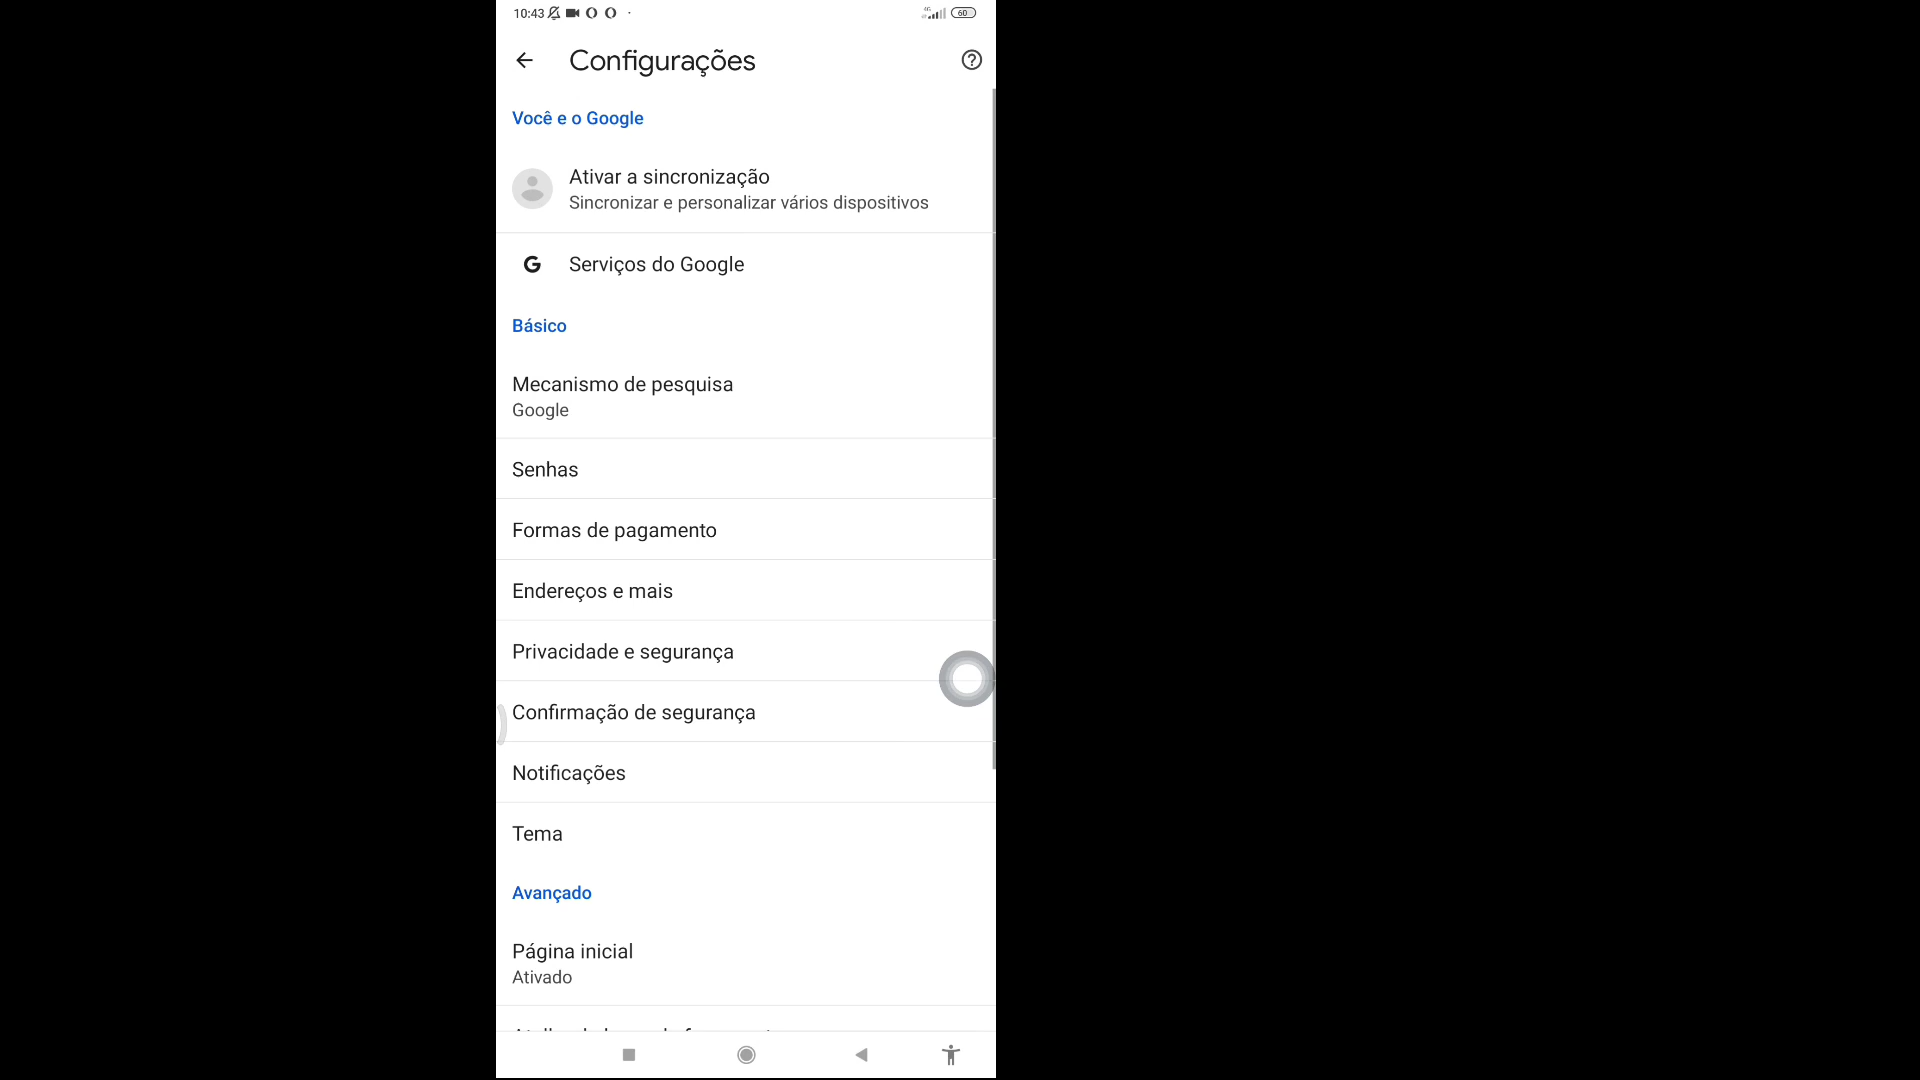 10:43
60
Configurações
Você e o Google
Ativar a sincronização
Sincronizar e personalizar vários dispositivos
G Serviços do Google
Básico
Mecanismo de pesquisa
Google
Senhas
Formas de pagamento
Endereços e mais
Privacidade e segurança
Confirmação de segurança
Notificações
Tema
Avançado
Página inicial
Ativado